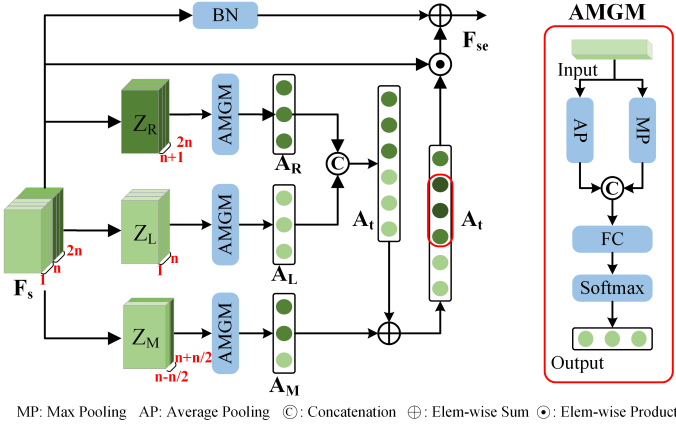 BN
F_se
Z_R
2n
n+1
AMGM
A_R
C
A_t
A_t
F_s
1
n
2n
Z_L
1
n
AMGM
A_L
Z_M
n+n/2
n-n/2
AMGM
A_M
AMGM
Input
AP
MP
C
FC
Softmax
Output
MP: Max Pooling AP: Average Pooling ©: Concatenation ⊕: Elem-wise Sum ⊙: Elem-wise Product